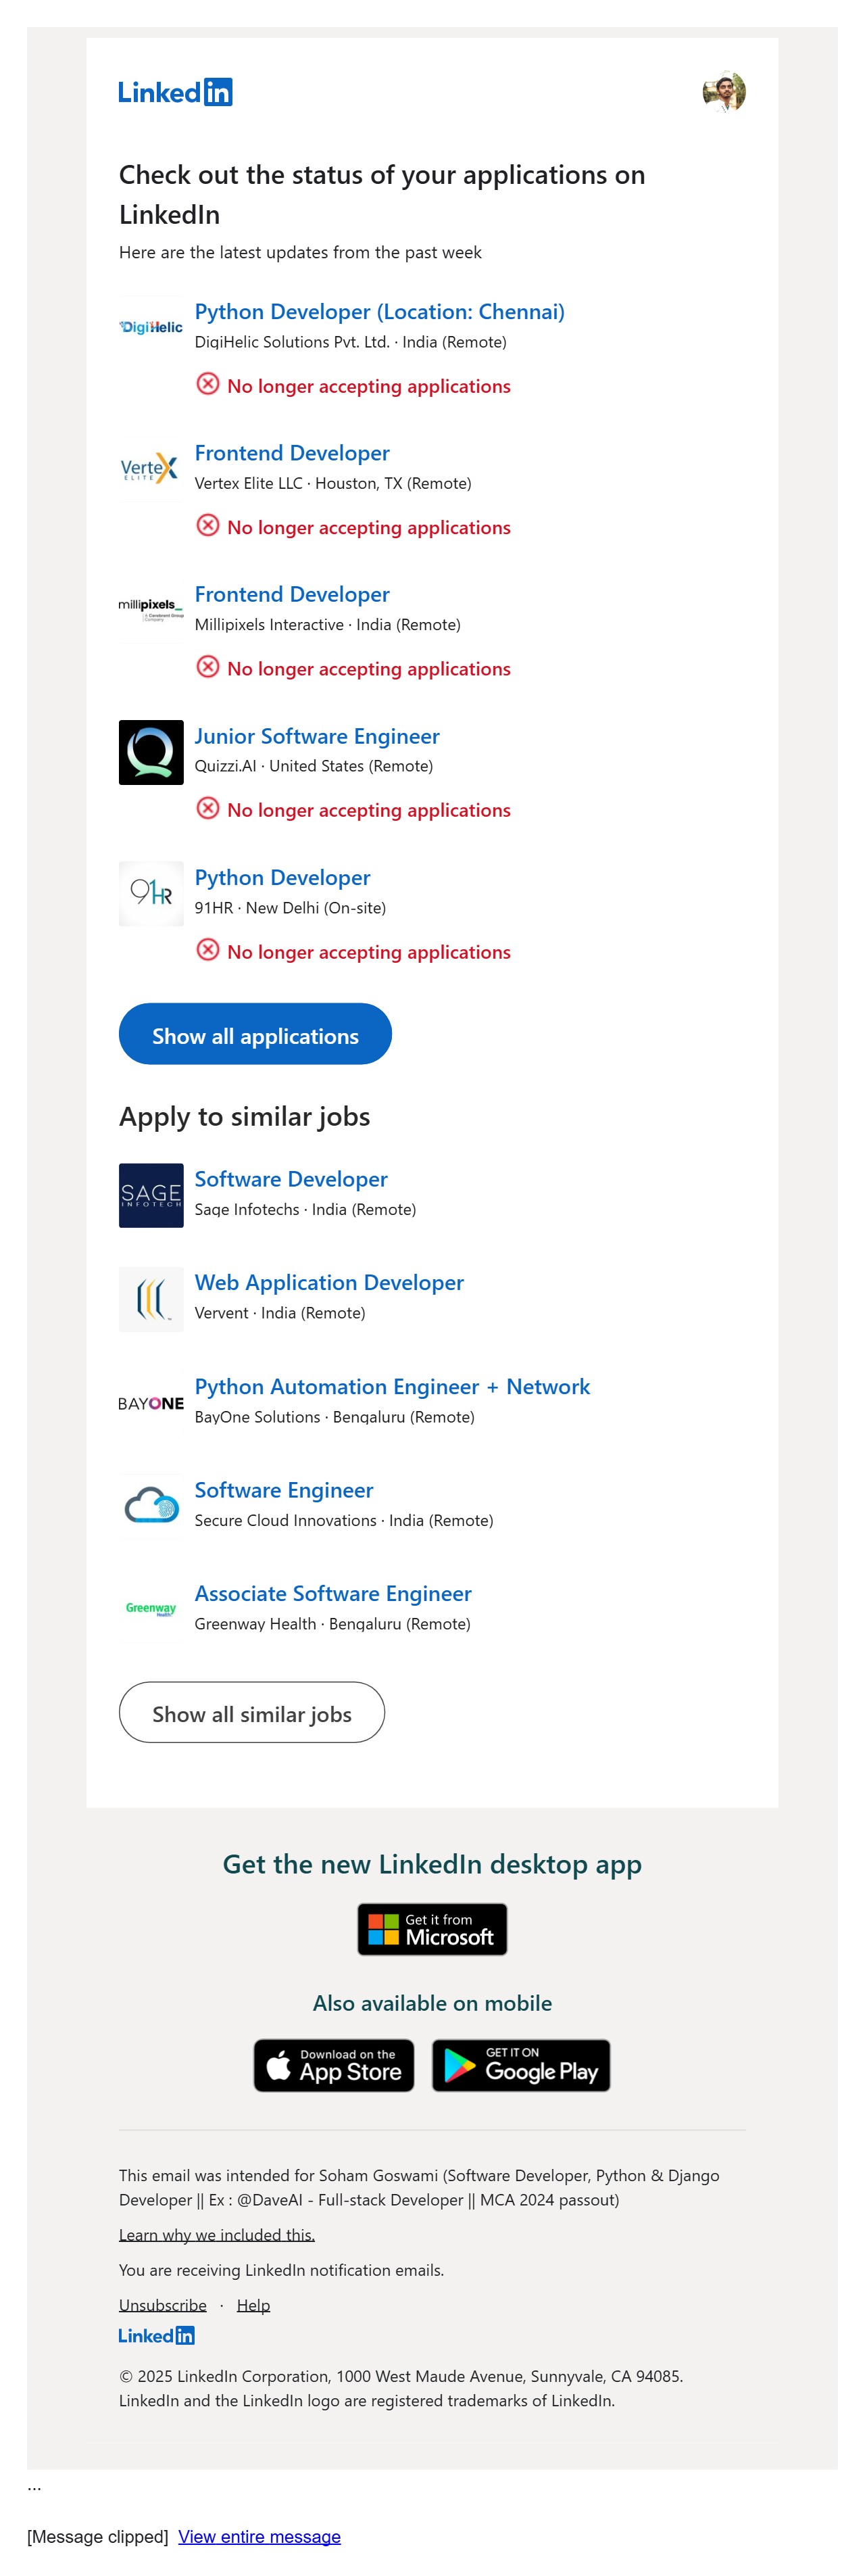 Linked in
Check out the status of your applications on
LinkedIn
Here are the latest updates from the past week
DigiHelic
Python Developer (Location: Chennai)
DigiHelic Solutions Pvt. Ltd. · India (Remote)
No longer accepting applications
VerteX
ELITE
Frontend Developer
Vertex Elite LLC · Houston, TX (Remote)
No longer accepting applications
millipixels_
Frontend Developer
Millipixels Interactive · India (Remote)
No longer accepting applications
Junior Software Engineer
Quizzi.AI · United States (Remote)
No longer accepting applications
91HR
Python Developer
91HR · New Delhi (On-site)
No longer accepting applications
Show all applications
Apply to similar jobs
SAGE
INFOTECH
Software Developer
Sage Infotechs · India (Remote)
Web Application Developer
Vervent · India (Remote)
BAYONE
Python Automation Engineer + Network
BayOne Solutions · Bengaluru (Remote)
Software Engineer
Secure Cloud Innovations · India (Remote)
Greenway
Health
Associate Software Engineer
Greenway Health · Bengaluru (Remote)
Show all similar jobs
Get the new LinkedIn desktop app
Get it from
Microsoft
Also available on mobile
Download on the
App Store
GET IT ON
Google Play
This email was intended for Soham Goswami (Software Developer, Python & Django
Developer || Ex : @DaveAI - Full-stack Developer || MCA 2024 passout)
Learn why we included this.
You are receiving LinkedIn notification emails.
Unsubscribe · Help
Linked in
© 2025 LinkedIn Corporation, 1000 West Maude Avenue, Sunnyvale, CA 94085.
LinkedIn and the LinkedIn logo are registered trademarks of LinkedIn.
...
[Message clipped] View entire message